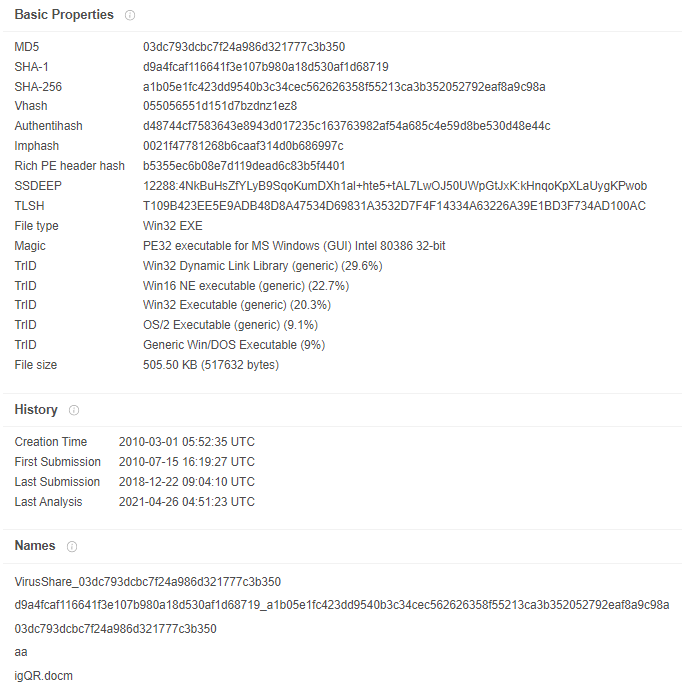 Basic Properties
MD5 03dc793dcbc7f24a986d321777c3b350
SHA-1 d9a4fcaf116641f3e107b980a18d530af1d68719
SHA-256 a1b05e1fc423dd9540b3c34cec562626358f55213ca3b352052792eaf8a9c98a
Vhash 055056551d151d7bzdnz1ez8
Authentihash d48744cf7583643e8943d017235c163763982af54a685c4e59d8be530d48e44c
Imphash 0021f47781268b6caaf314d0b686997c
Rich PE header hash b5355ec6b08e7d119dead6c83b5f4401
SSDEEP 12288:4NkBuHsZfYLyB9SqoKumDXh1al+hte5+tAL7LwOJ50UWpGtJxK:kHnqoKpXLaUygKPwob
TLSH T109B423EE5E9ADB48D8A47534D69831A3532D7F4F14334A63226A39E1BD3F734AD100AC
File type Win32 EXE
Magic PE32 executable for MS Windows (GUI) Intel 80386 32-bit
TrID Win32 Dynamic Link Library (generic) (29.6%)
TrID Win16 NE executable (generic) (22.7%)
TrID Win32 Executable (generic) (20.3%)
TrID OS/2 Executable (generic) (9.1%)
TrID Generic Win/DOS Executable (9%)
File size 505.50 KB (517632 bytes)
History
Creation Time 2010-03-01 05:52:35 UTC
First Submission 2010-07-15 16:19:27 UTC
Last Submission 2018-12-22 09:04:10 UTC
Last Analysis 2021-04-26 04:51:23 UTC
Names
VirusShare_03dc793dcbc7f24a986d321777c3b350
d9a4fcaf116641f3e107b980a18d530af1d68719_a1b05e1fc423dd9540b3c34cec562626358f55213ca3b352052792eaf8a9c98a
03dc793dcbc7f24a986d321777c3b350
aa
igQR.docm